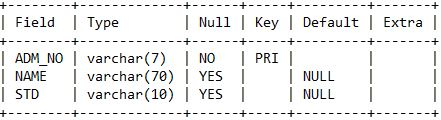 +--------+-------------+------+-----+---------+-------+
| Field  | Type        | Null | Key | Default | Extra |
+--------+-------------+------+-----+---------+-------+
| ADM_NO | varchar(7)  | NO   | PRI |         |       |
| NAME   | varchar(70) | YES  |     | NULL    |       |
| STD    | varchar(10) | YES  |     | NULL    |       |
+--------+-------------+------+-----+---------+-------+